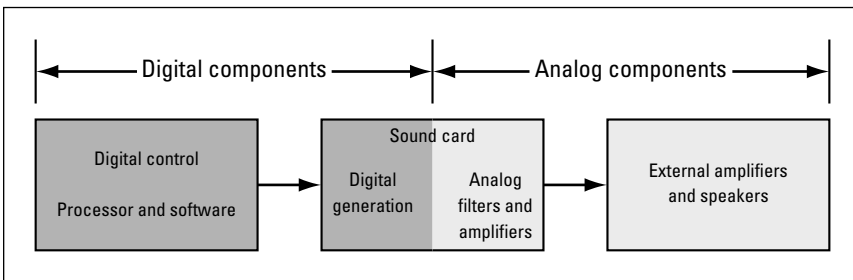 Digital components
Analog components
Digital control
Processor and software
Sound card
Digital
generation
Analog
filters and
amplifiers
External amplifiers
and speakers